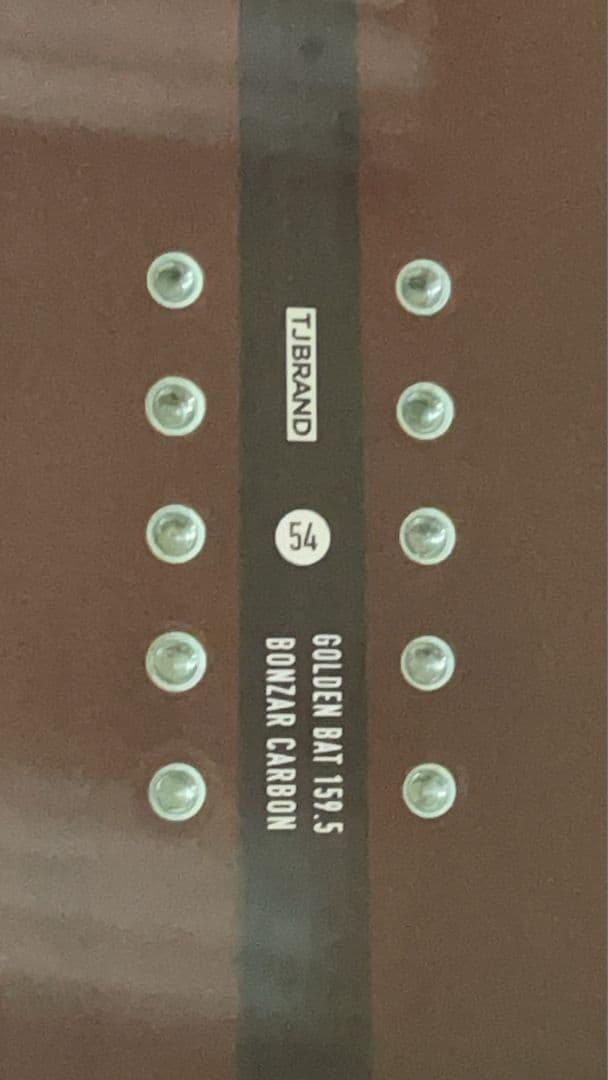 TJBRAND
54
GOLDEN BAT 159.5
BONZAR CARBON